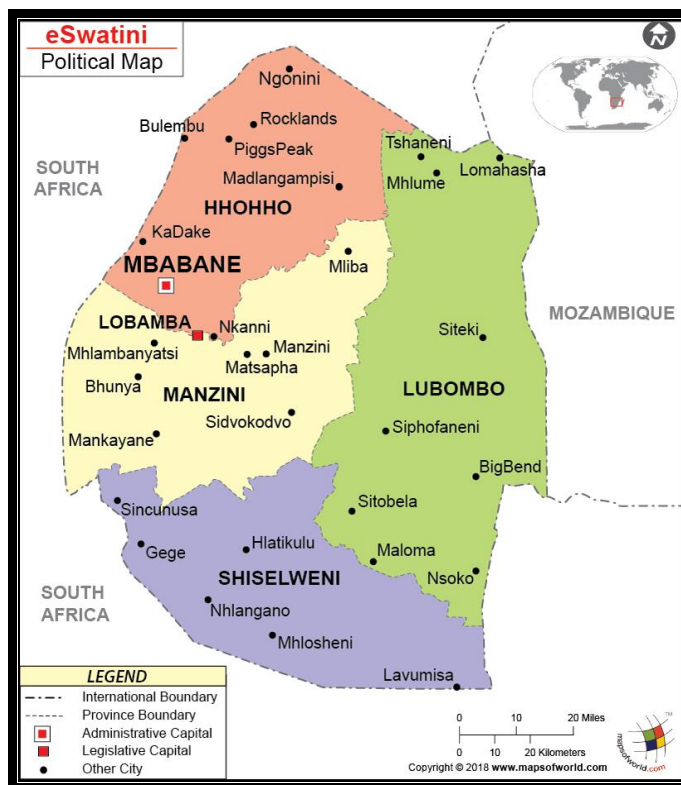 eSwatini
Political Map
N
Ngonini
Rocklands
Bulembu
PiggsPeak
Tshaneni
Lomahasha
Mhlume
SOUTH
AFRICA
Madlangampisi
HHOHHO
KaDake
MBABANE
Mliba
MOZAMBIQUE
LOBAMBA
Nkanni
Siteki
Mhlambanyatsi
Manzini
Matsapha
Bhunya
MANZINI
LUBOMBO
Sidvokodvo
Siphofaneni
Mankayane
BigBend
Sincunusa
Sitobela
Gege
Hlatikulu
Maloma
SHISELWENI
Nsoko
SOUTH
AFRICA
Nhlangano
Mhlosheni
Lavumisa
LEGEND
International Boundary
Province Boundary
Administrative Capital
Legislative Capital
Other City
0 10 20 Miles
0 10 20 Kilometers
Copyright © 2018 www.mapsofworld.com
mapsofworld.com
TM